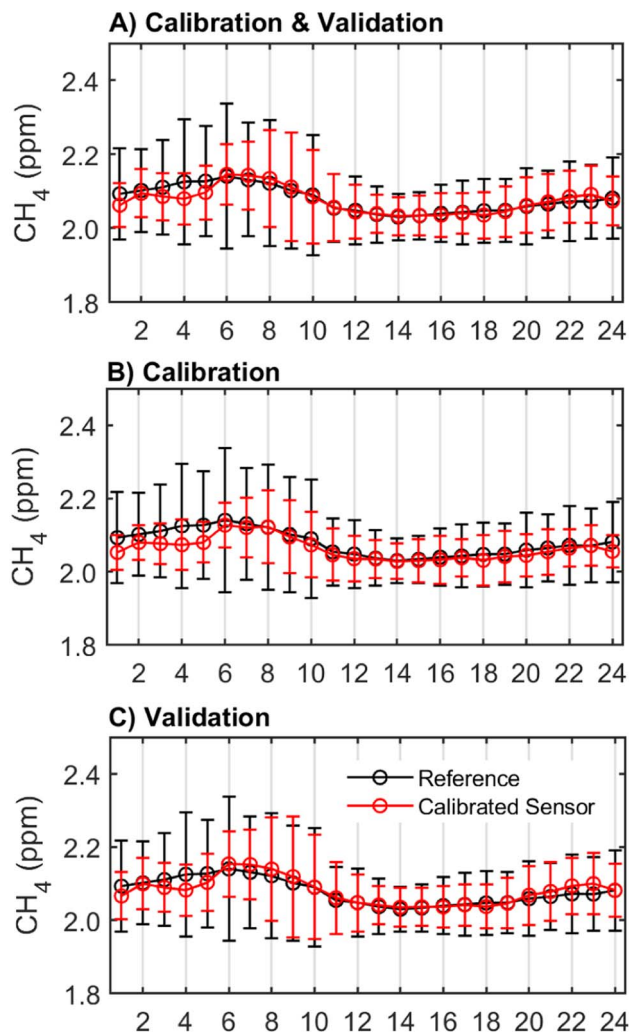 A) Calibration & Validation
CH4 (ppm)
2.4
2.2
2.0
1.8
2 4 6 8 10 12 14 16 18 20 22 24
B) Calibration
CH4 (ppm)
2.4
2.2
2.0
1.8
2 4 6 8 10 12 14 16 18 20 22 24
C) Validation
CH4 (ppm)
2.4
2.2
2.0
1.8
Reference
Calibrated Sensor
2 4 6 8 10 12 14 16 18 20 22 24